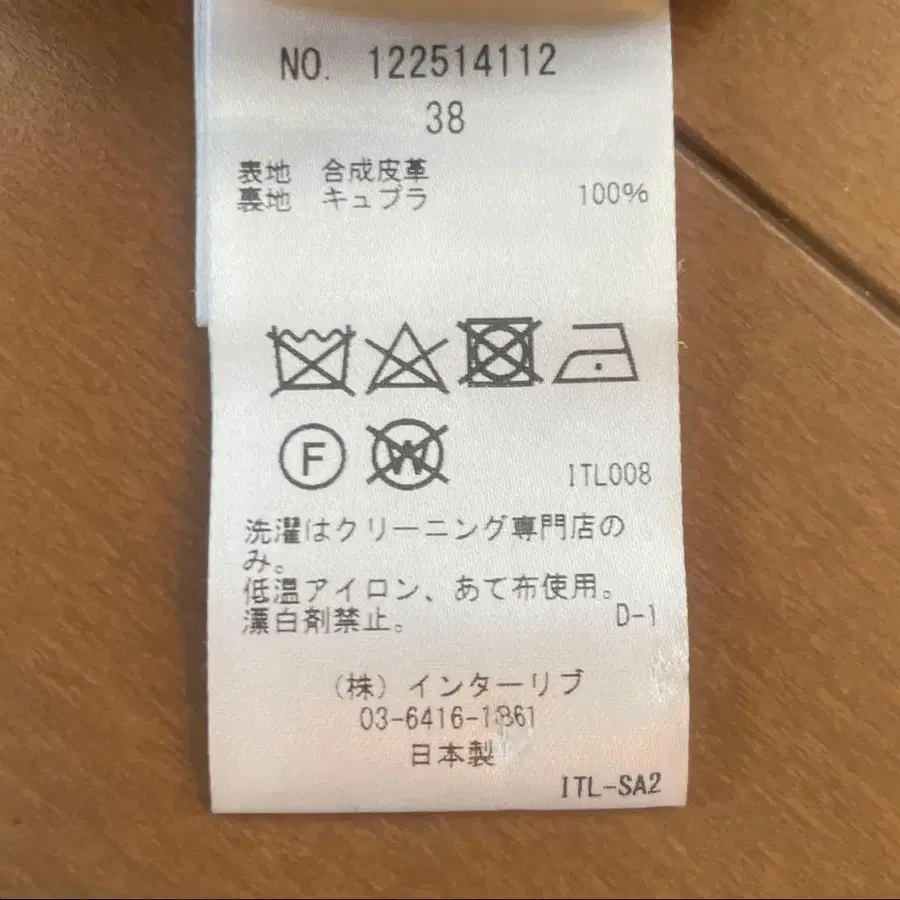 NO. 122514112
38
表地 合成皮革
裏地 キュプラ 100%
F W
ITL008
洗濯はクリーニング専門店の
み。
低温アイロン、あて布使用。
漂白剤禁止。 D-1
(株)インターリブ
03-6416-1861
日本製
ITL-SA2